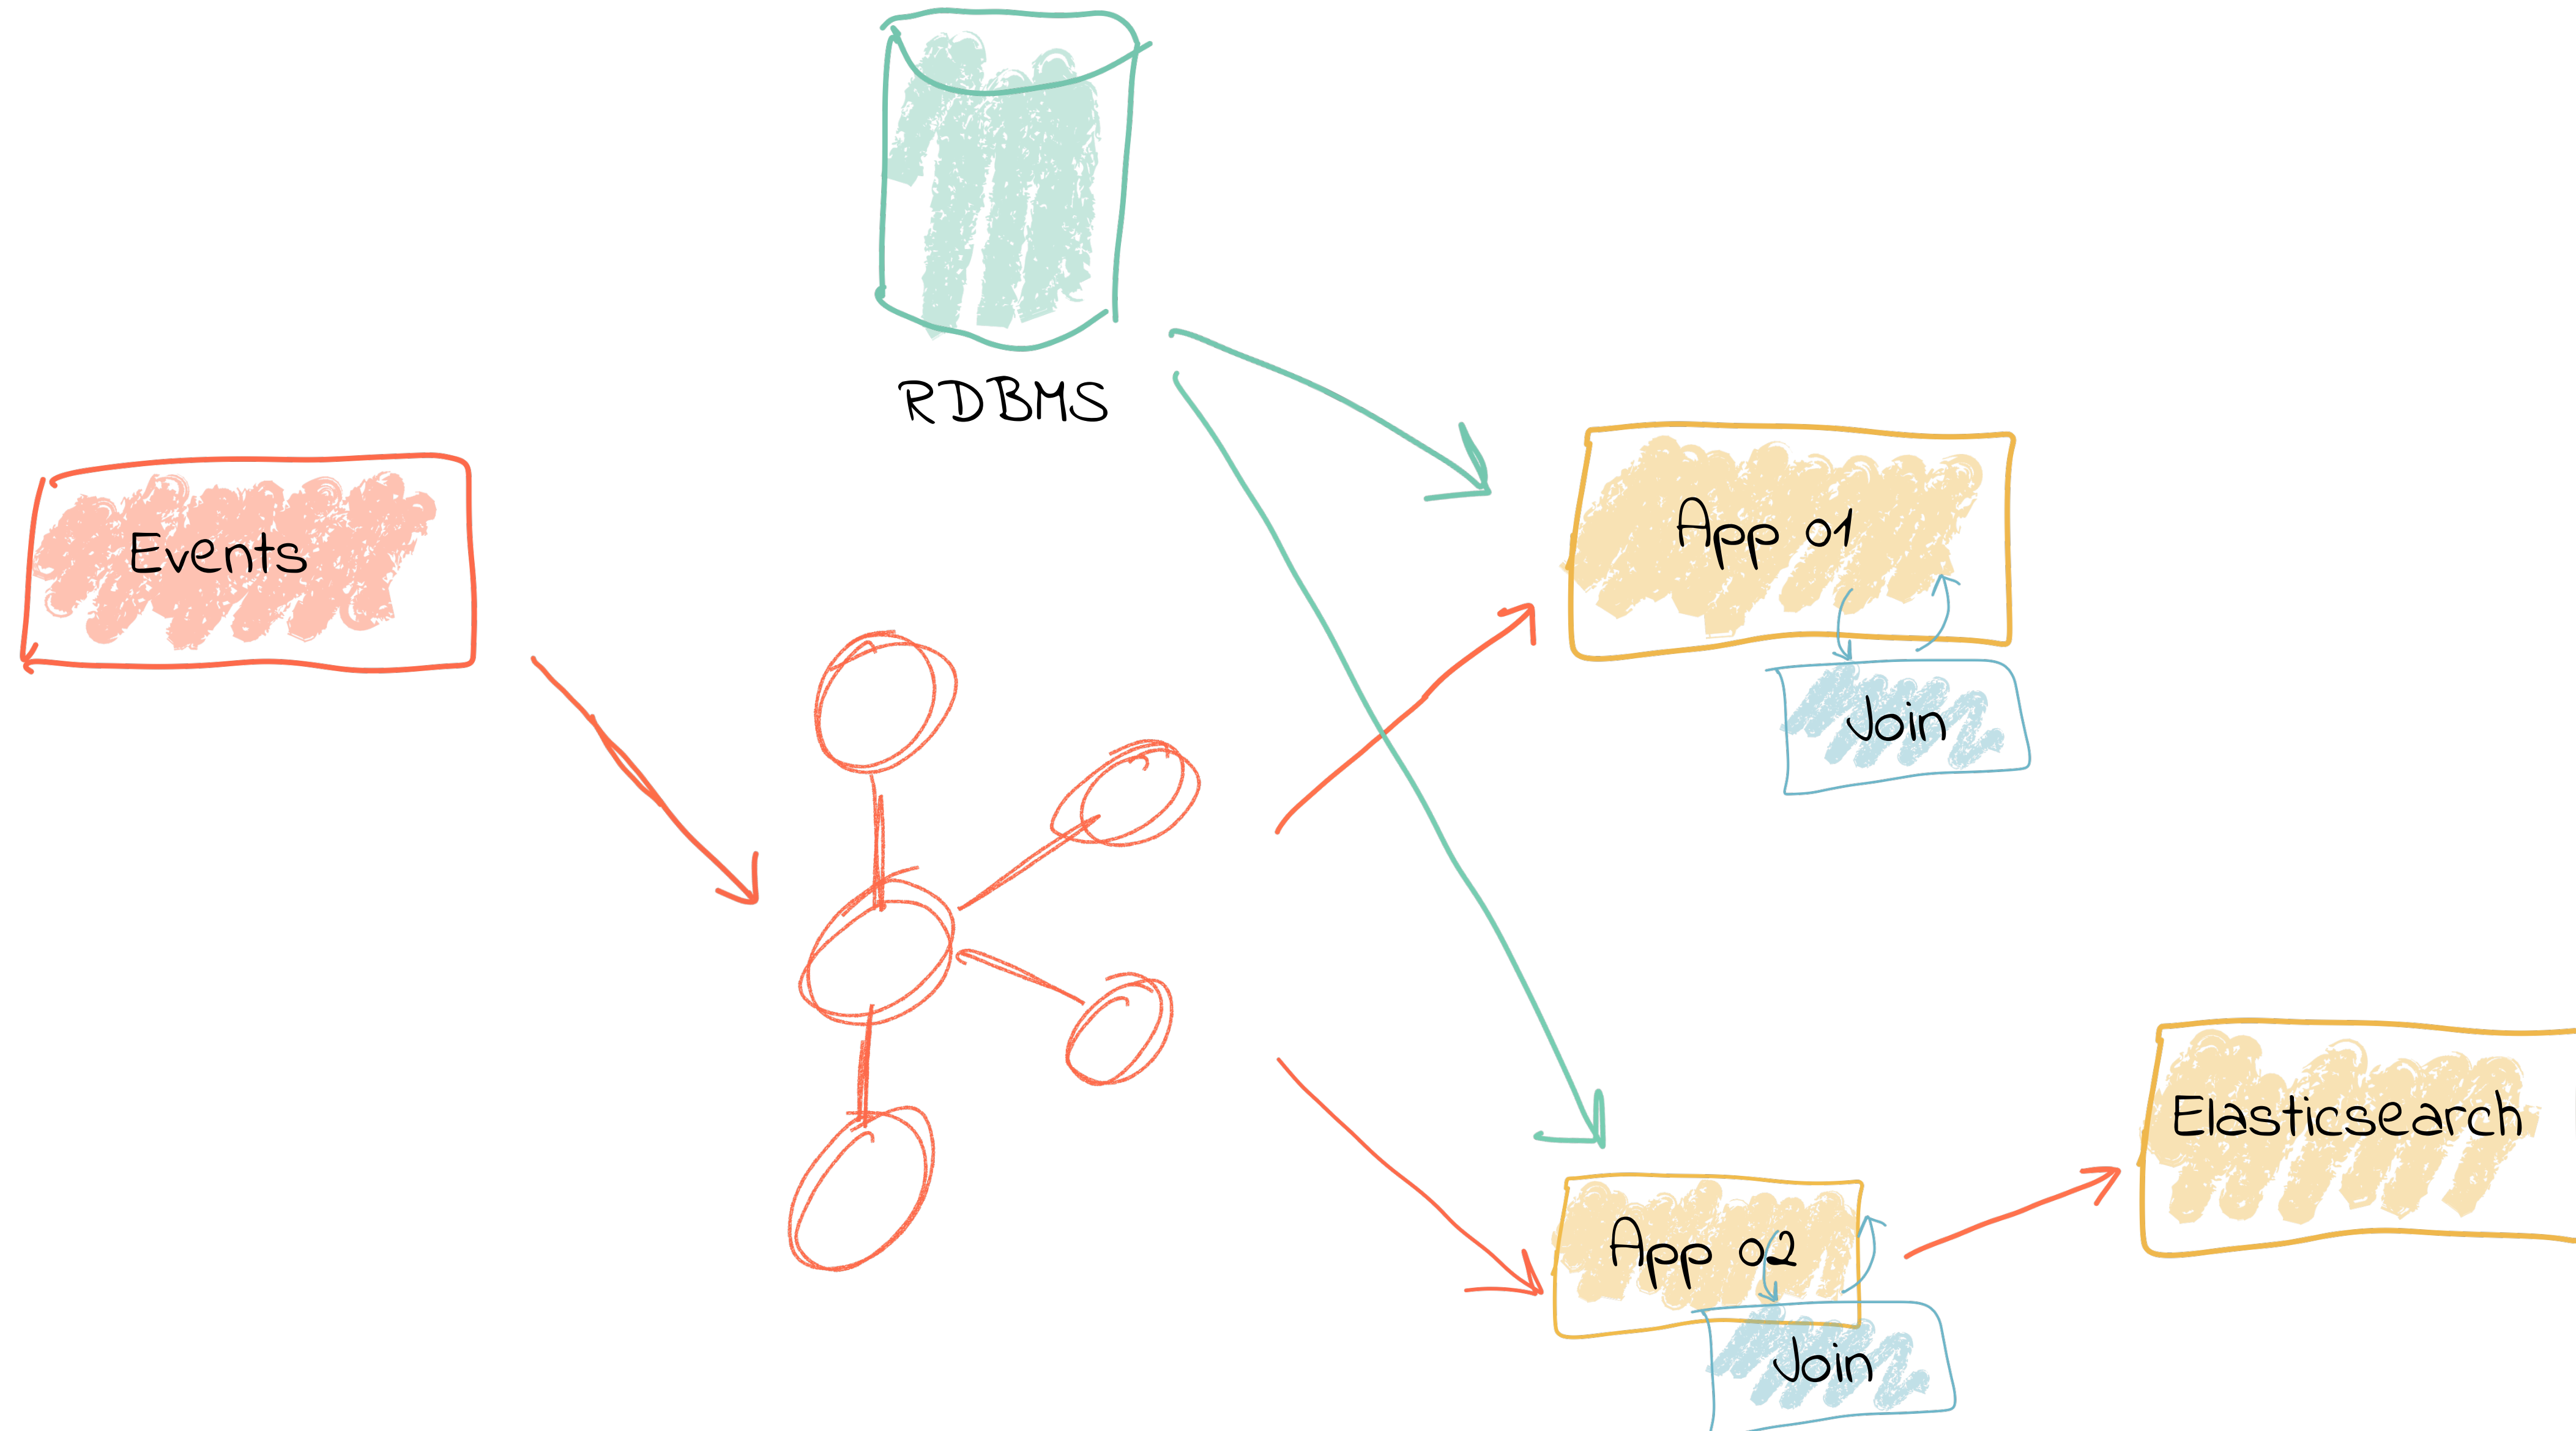 RDBMS
Events
App 01
Join
Elasticsearch
App 02
Join